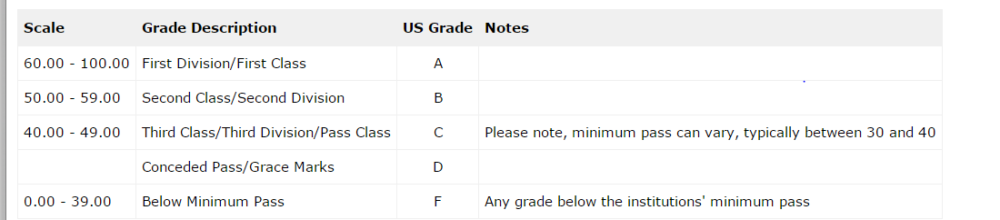 Scale Grade Description US Grade Notes
60.00 - 100.00 First Division/First Class A
50.00 - 59.00 Second Class/Second Division B
40.00 - 49.00 Third Class/Third Division/Pass Class C Please note, minimum pass can vary, typically between 30 and 40
Conceded Pass/Grace Marks D
0.00 - 39.00 Below Minimum Pass F Any grade below the institutions' minimum pass